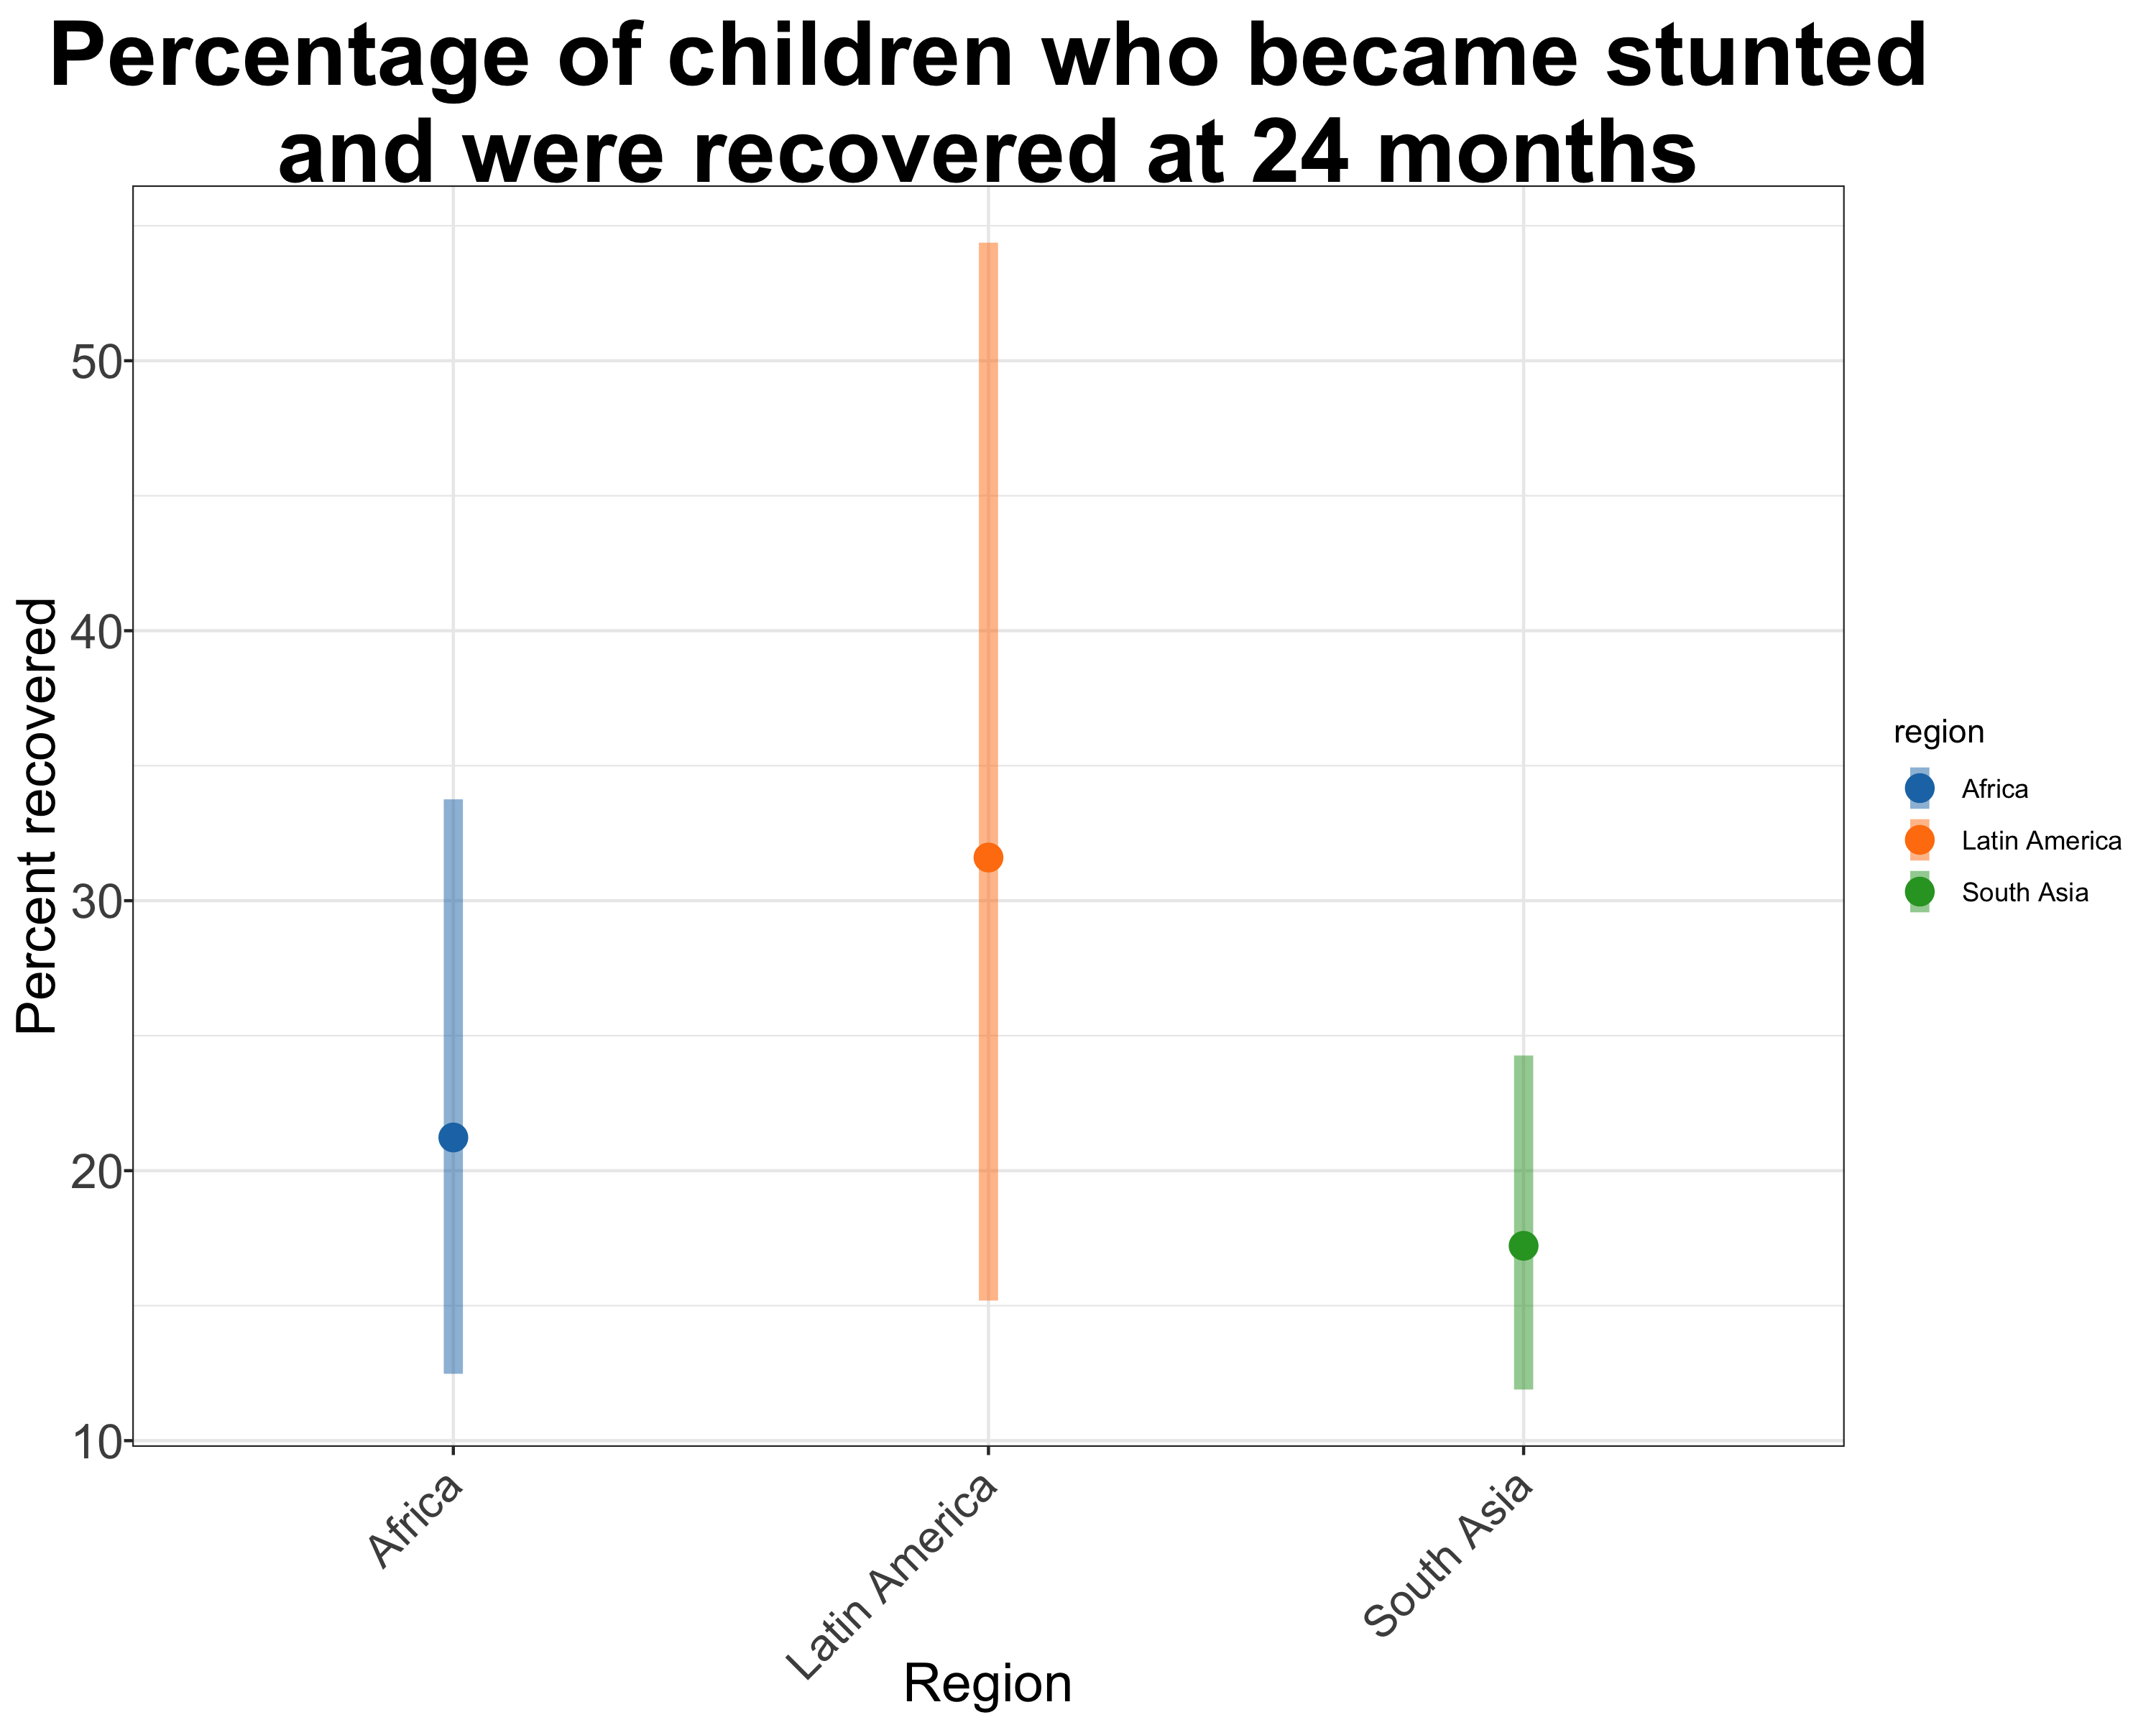 Percentage of children who became stunted
and were recovered at 24 months
Percent recovered
50
40
30
20
10
Africa
Latin America
South Asia
Region
region
Africa
Latin America
South Asia